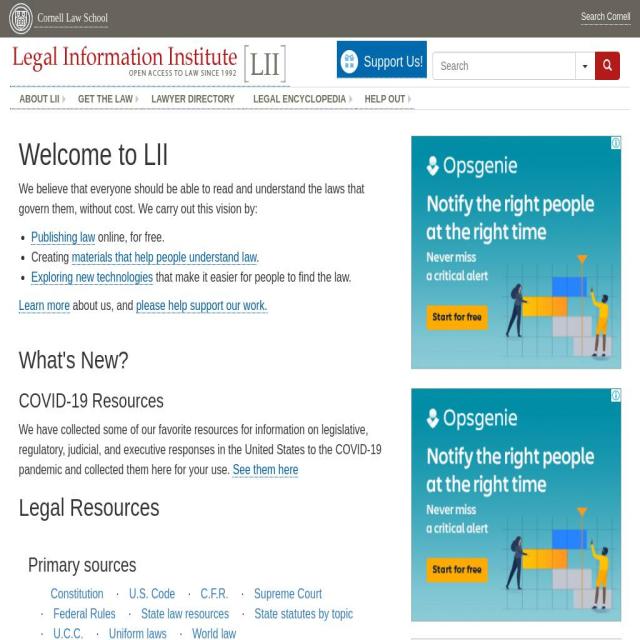 Cornell Law School
Search Cornell
Legal Information Institute [LII]
OPEN ACCESS TO LAW SINCE 1992
Support Us!
Search
ABOUT LII
GET THE LAW
LAWYER DIRECTORY
LEGAL ENCYCLOPEDIA
HELP OUT
Welcome to LII
We believe that everyone should be able to read and understand the laws that
govern them, without cost. We carry out this vision by:
• Publishing law online, for free.
• Creating materials that help people understand law.
• Exploring new technologies that make it easier for people to find the law.
Learn more about us, and please help support our work.
What's New?
COVID-19 Resources
We have collected some of our favorite resources for information on legislative,
regulatory, judicial, and executive responses in the United States to the COVID-19
pandemic and collected them here for your use. See them here
Legal Resources
Primary sources
Constitution · U.S. Code · C.F.R. · Supreme Court
· Federal Rules · State law resources · State statutes by topic
· U.C.C. · Uniform laws · World law
Opsgenie
Notify the right people
at the right time
Never miss
a critical alert
Start for free
Opsgenie
Notify the right people
at the right time
Never miss
a critical alert
Start for free